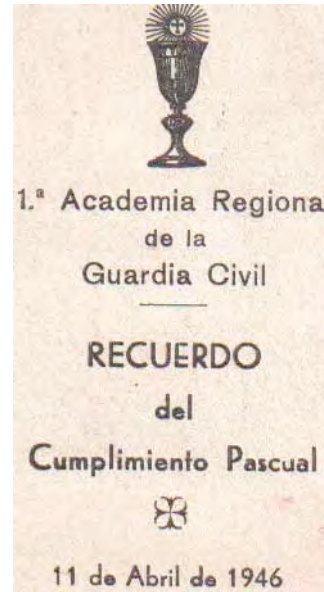 1.ª Academia Regiona
de la
Guardia Civil
RECUERDO
del
Cumplimiento Pascual
11 de Abril de 1946